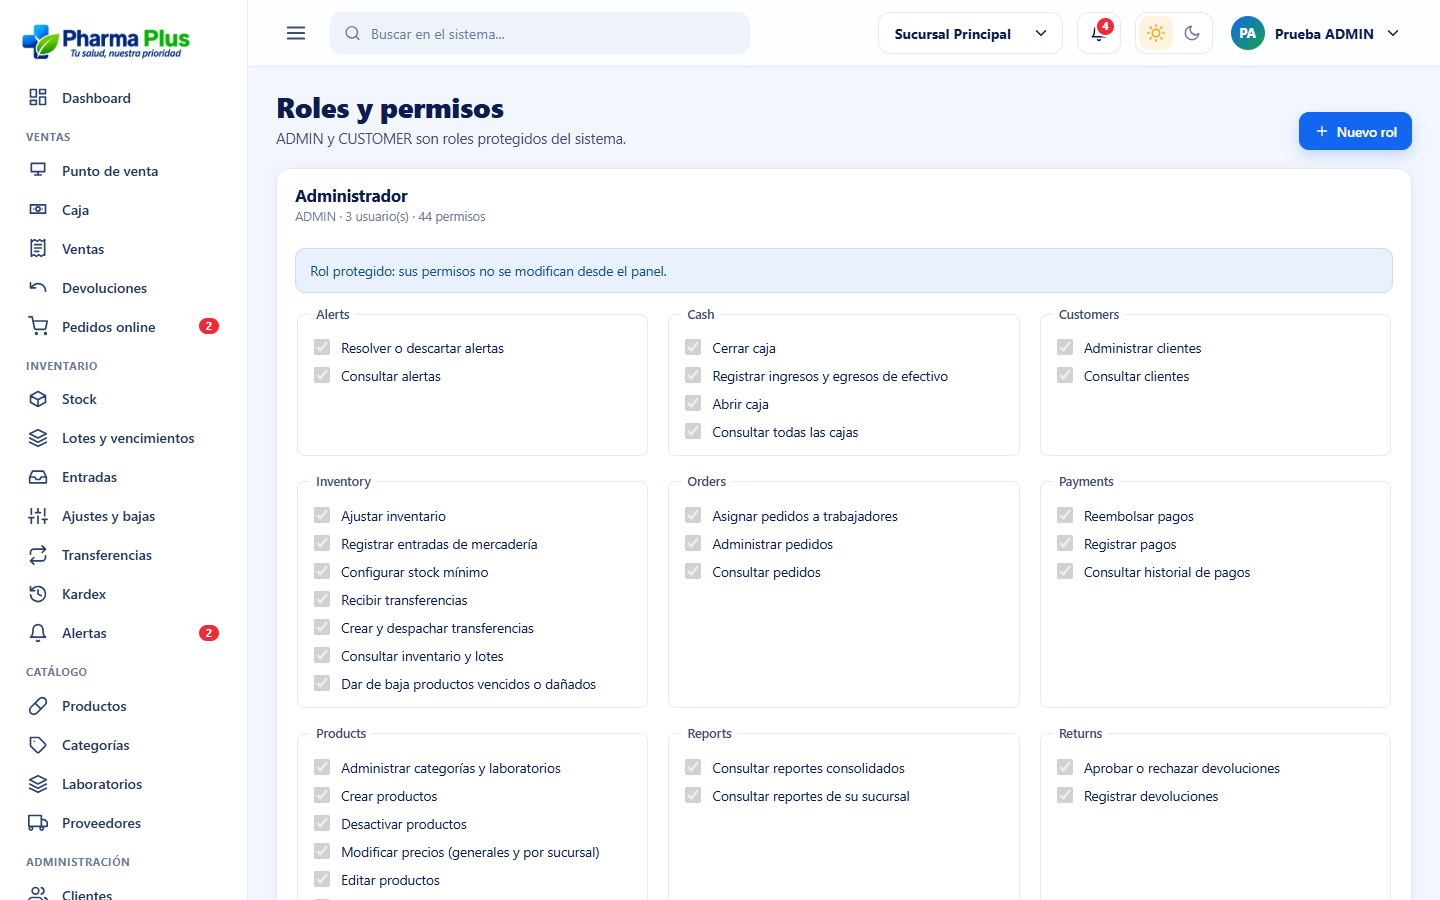 Pharma Plus
Tu salud, nuestra prioridad
Buscar en el sistema...
Sucursal Principal
4
PA
Prueba ADMIN
Dashboard
VENTAS
Punto de venta
Caja
Ventas
Devoluciones
Pedidos online
2
INVENTARIO
Stock
Lotes y vencimientos
Entradas
Ajustes y bajas
Transferencias
Kardex
Alertas
2
CATÁLOGO
Productos
Categorías
Laboratorios
Proveedores
ADMINISTRACIÓN
Clientes
Roles y permisos
ADMIN y CUSTOMER son roles protegidos del sistema.
+ Nuevo rol
Administrador
ADMIN · 3 usuario(s) · 44 permisos
Rol protegido: sus permisos no se modifican desde el panel.
Alerts
Resolver o descartar alertas
Consultar alertas
Cash
Cerrar caja
Registrar ingresos y egresos de efectivo
Abrir caja
Consultar todas las cajas
Customers
Administrar clientes
Consultar clientes
Inventory
Ajustar inventario
Registrar entradas de mercadería
Configurar stock mínimo
Recibir transferencias
Crear y despachar transferencias
Consultar inventario y lotes
Dar de baja productos vencidos o dañados
Orders
Asignar pedidos a trabajadores
Administrar pedidos
Consultar pedidos
Payments
Reembolsar pagos
Registrar pagos
Consultar historial de pagos
Products
Administrar categorías y laboratorios
Crear productos
Desactivar productos
Modificar precios (generales y por sucursal)
Editar productos
Reports
Consultar reportes consolidados
Consultar reportes de su sucursal
Returns
Aprobar o rechazar devoluciones
Registrar devoluciones